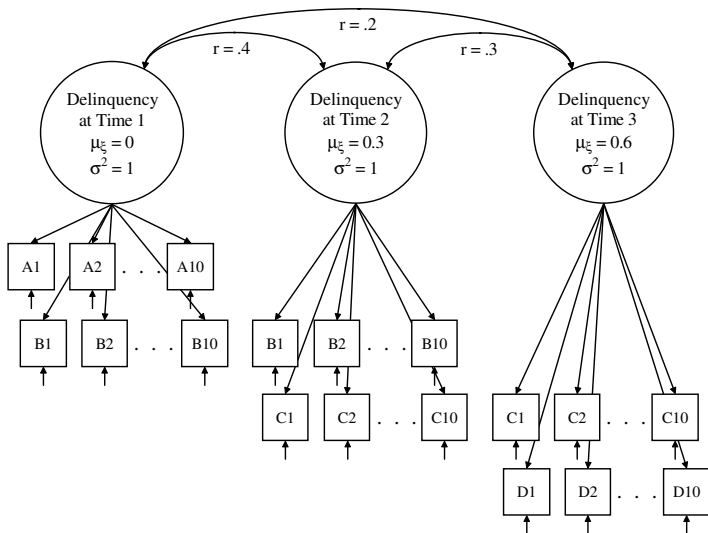 r = .2
r = .4
r = .3
Delinquency
at Time 1
μξ = 0
σ² = 1
Delinquency
at Time 2
μξ = 0.3
σ² = 1
Delinquency
at Time 3
μξ = 0.6
σ² = 1
A1 A2 . . . A10
B1 B2 . . . B10
B1 B2 . . . B10
C1 C2 . . . C10
C1 C2 . . . C10
D1 D2 . . . D10